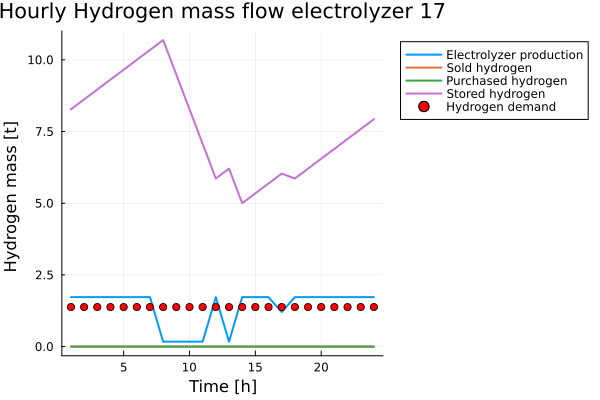 Hourly Hydrogen mass flow electrolyzer 17
Hydrogen mass [t]
10.0
7.5
5.0
2.5
0.0
5
10
15
20
Time [h]
Electrolyzer production
Sold hydrogen
Purchased hydrogen
Stored hydrogen
Hydrogen demand